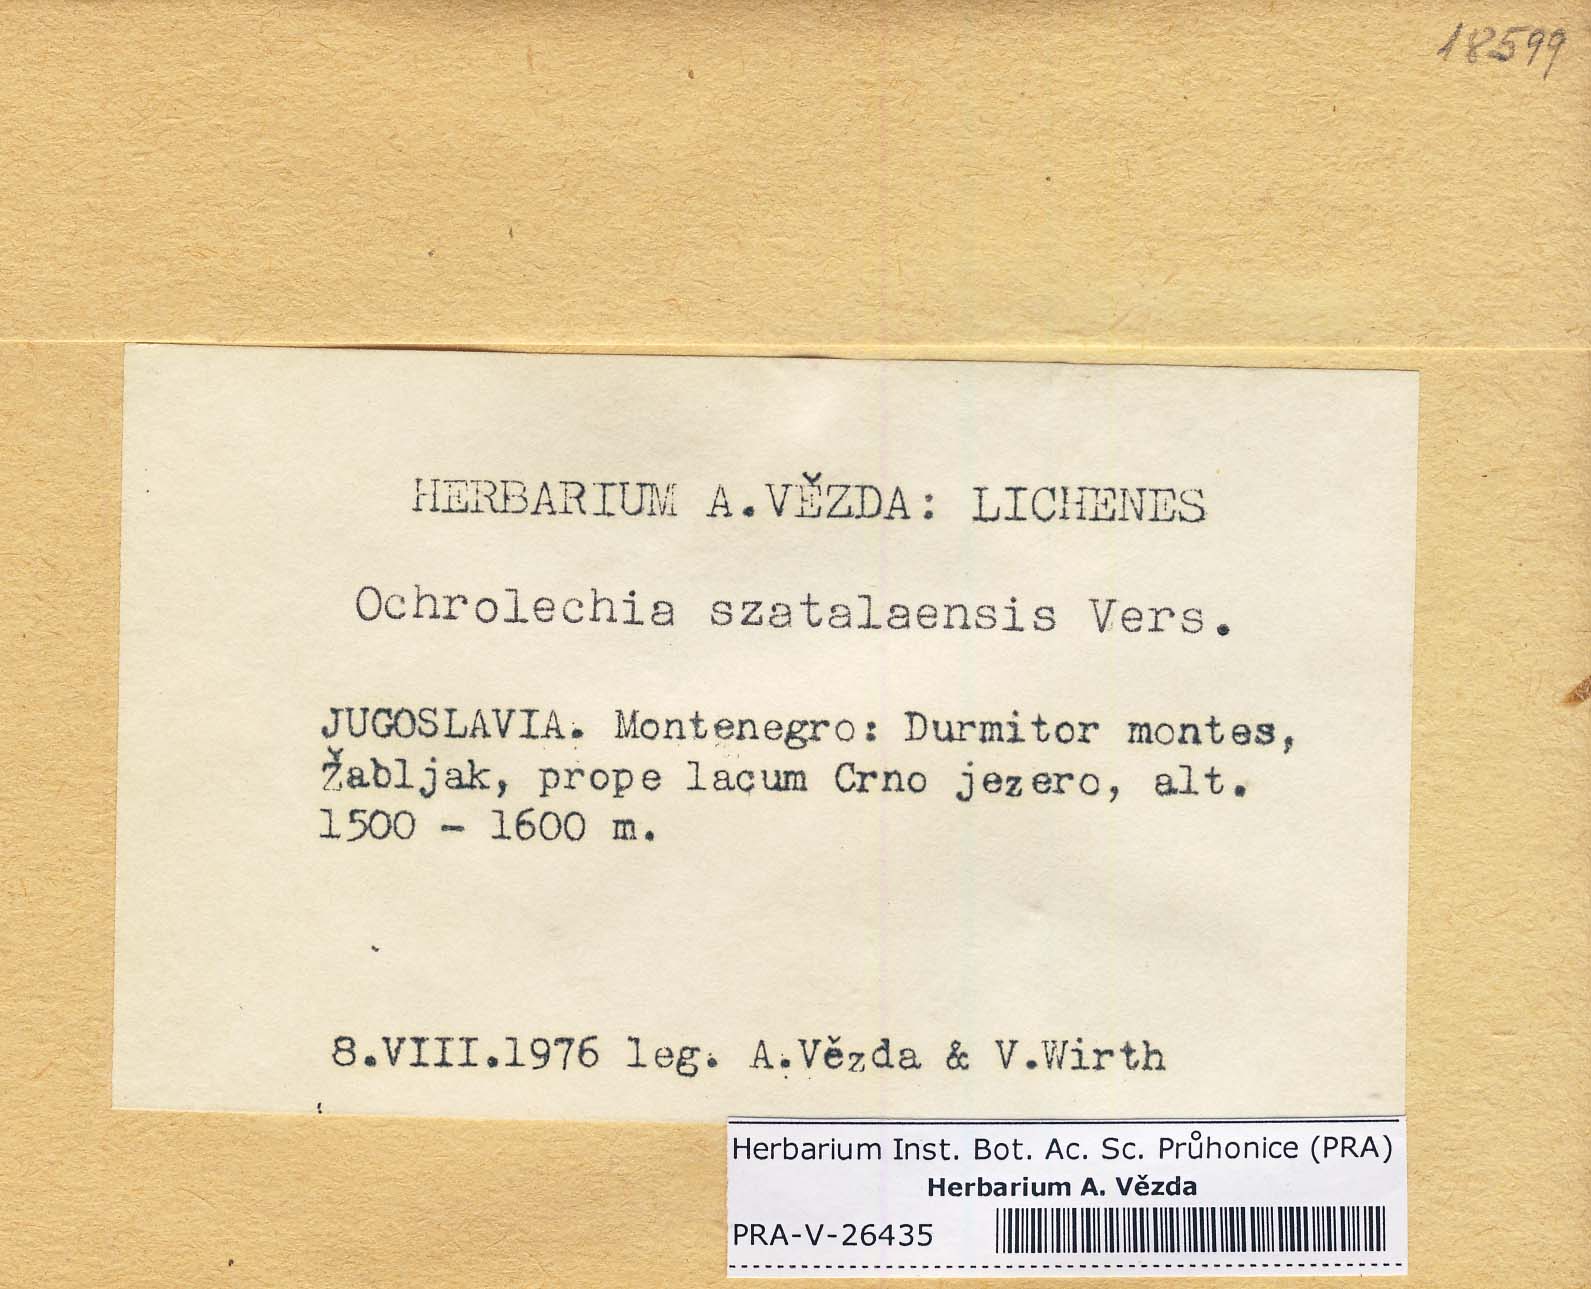 18599
HERBARIUM A.VĚZDA: LICHENES
Ochrolechia szatalaensis Vers.
JUGOSLAVIA. Montenegro: Durmitor montes,
Žabljak, prope lacum Crno jezero, alt.
1500 - 1600 m.
8.VIII.1976 leg. A.Vězda & V.Wirth
Herbarium Inst. Bot. Ac. Sc. Průhonice (PRA)
Herbarium A. Vězda
PRA-V-26435